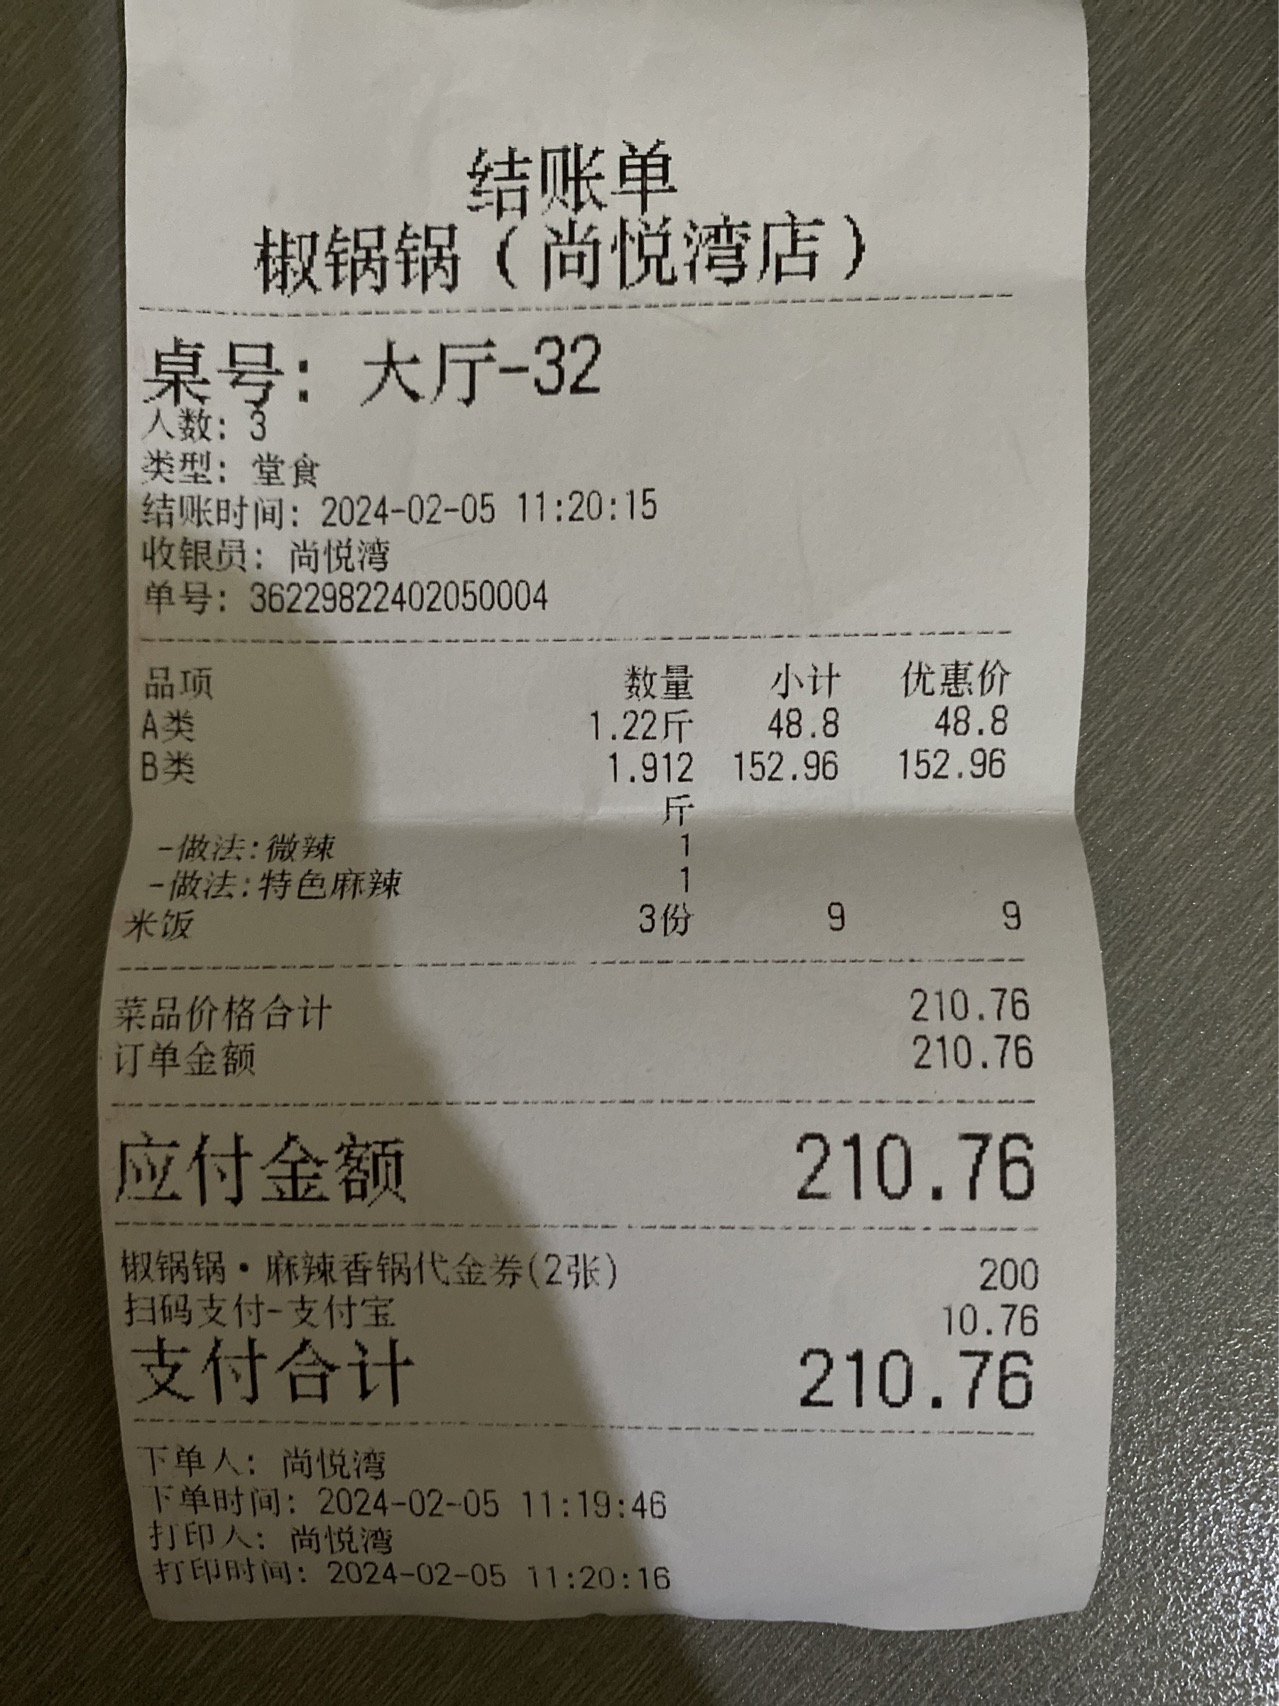 结账单
椒锅锅（尚悦湾店）
桌号: 大厅-32
人数: 3
类型: 堂食
结账时间: 2024-02-05 11:20:15
收银员: 尚悦湾
单号: 36229822402050004
品项 数量 小计 优惠价
A类 1.22斤 48.8 48.8
B类 1.912 152.96 152.96
斤
-做法:微辣 1
-做法:特色麻辣 1
米饭 3份 9 9
菜品价格合计 210.76
订单金额 210.76
应付金额 210.76
椒锅锅·麻辣香锅代金券(2张) 200
扫码支付-支付宝 10.76
支付合计 210.76
下单人: 尚悦湾
下单时间: 2024-02-05 11:19:46
打印人: 尚悦湾
打印时间: 2024-02-05 11:20:16